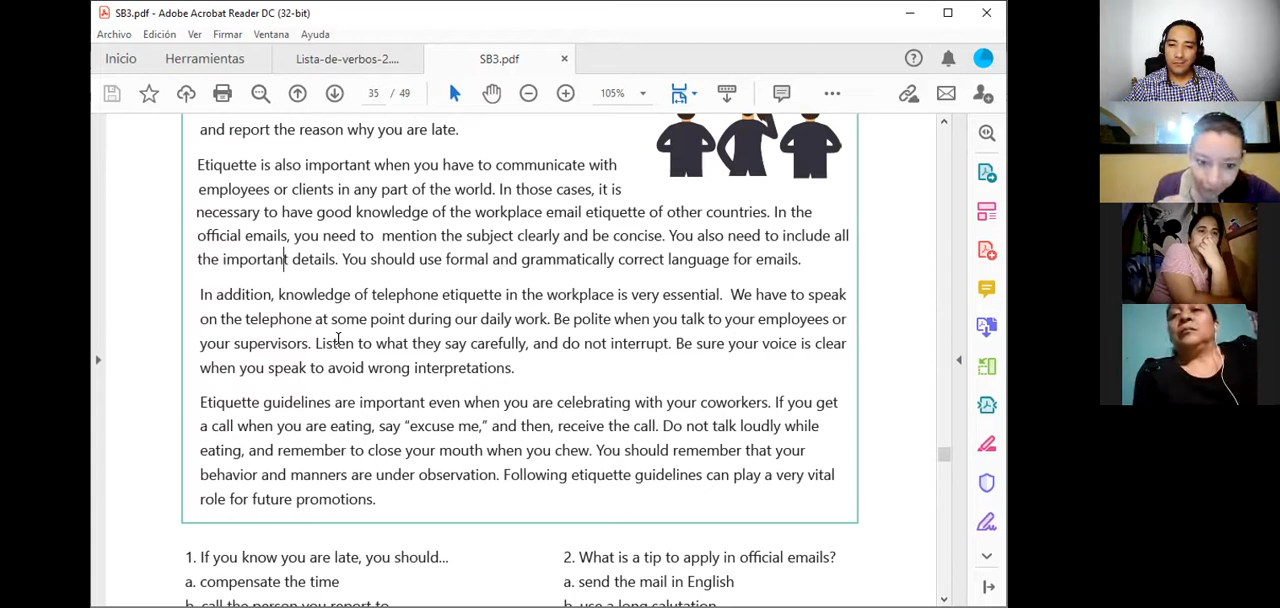 SB3.pdf - Adobe Acrobat Reader DC (32-bit)
Archivo Edición Ver Firmar Ventana Ayuda
Inicio Herramientas Lista-de-verbos-2.... SB3.pdf
35 / 49 105%
and report the reason why you are late.
Etiquette is also important when you have to communicate with
employees or clients in any part of the world. In those cases, it is
necessary to have good knowledge of the workplace email etiquette of other countries. In the
official emails, you need to mention the subject clearly and be concise. You also need to include all
the important details. You should use formal and grammatically correct language for emails.
In addition, knowledge of telephone etiquette in the workplace is very essential. We have to speak
on the telephone at some point during our daily work. Be polite when you talk to your employees or
your supervisors. Listen to what they say carefully, and do not interrupt. Be sure your voice is clear
when you speak to avoid wrong interpretations.
Etiquette guidelines are important even when you are celebrating with your coworkers. If you get
a call when you are eating, say “excuse me,” and then, receive the call. Do not talk loudly while
eating, and remember to close your mouth when you chew. You should remember that your
behavior and manners are under observation. Following etiquette guidelines can play a very vital
role for future promotions.
1. If you know you are late, you should...
a. compensate the time
b. call the person you report to
2. What is a tip to apply in official emails?
a. send the mail in English
b. use a long salutation